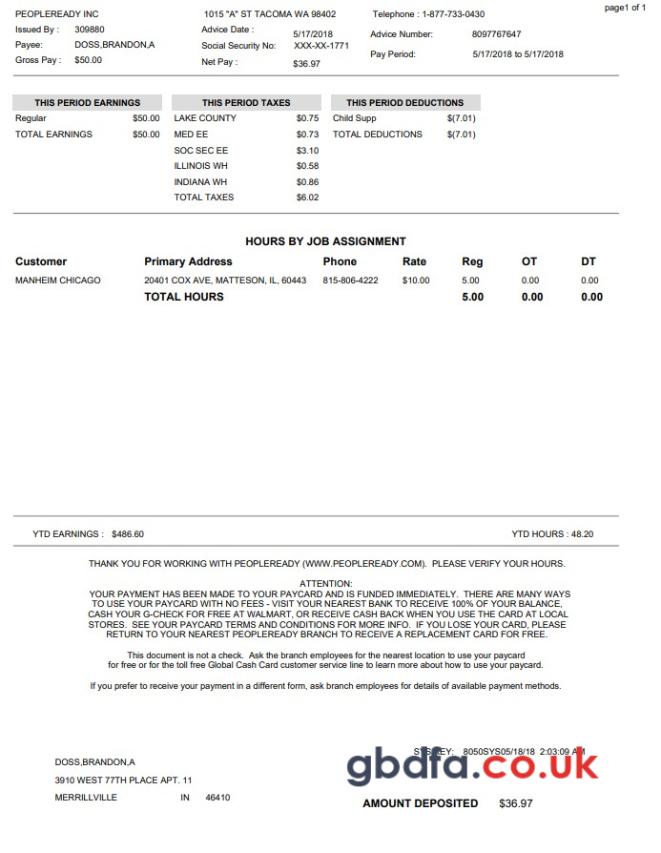 page1 of 1
PEOPLEREADY INC 1015 "A" ST TACOMA WA 98402 Telephone : 1-877-733-0430
Issued By : 309880 Advice Date : 5/17/2018 Advice Number: 8097767647
Payee: DOSS,BRANDON,A Social Security No: XXX-XX-1771 Pay Period: 5/17/2018 to 5/17/2018
Gross Pay : $50.00 Net Pay : $36.97
THIS PERIOD EARNINGS THIS PERIOD TAXES THIS PERIOD DEDUCTIONS
Regular $50.00 LAKE COUNTY $0.75 Child Supp $(7.01)
TOTAL EARNINGS $50.00 MED EE $0.73 TOTAL DEDUCTIONS $(7.01)
SOC SEC EE $3.10
ILLINOIS WH $0.58
INDIANA WH $0.86
TOTAL TAXES $6.02
HOURS BY JOB ASSIGNMENT
Customer Primary Address Phone Rate Reg OT DT
MANHEIM CHICAGO 20401 COX AVE, MATTESON, IL, 60443 815-806-4222 $10.00 5.00 0.00 0.00
TOTAL HOURS 5.00 0.00 0.00
YTD EARNINGS : $486.60 YTD HOURS : 48.20
THANK YOU FOR WORKING WITH PEOPLEREADY (WWW.PEOPLEREADY.COM). PLEASE VERIFY YOUR HOURS.
ATTENTION:
YOUR PAYMENT HAS BEEN MADE TO YOUR PAYCARD AND IS FUNDED IMMEDIATELY. THERE ARE MANY WAYS
TO USE YOUR PAYCARD WITH NO FEES - VISIT YOUR NEAREST BANK TO RECEIVE 100% OF YOUR BALANCE,
CASH YOUR G-CHECK FOR FREE AT WALMART, OR RECEIVE CASH BACK WHEN YOU USE THE CARD AT LOCAL
STORES. SEE YOUR PAYCARD TERMS AND CONDITIONS FOR MORE INFO. IF YOU LOSE YOUR CARD, PLEASE
RETURN TO YOUR NEAREST PEOPLEREADY BRANCH TO RECEIVE A REPLACEMENT CARD FOR FREE.
This document is not a check. Ask the branch employees for the nearest location to use your paycard
for free or for the toll free Global Cash Card customer service line to learn more about how to use your paycard.
If you prefer to receive your payment in a different form, ask branch employees for details of available payment methods.
8050SYS05/18/18 2:03:09 AM
gbdfa.co.uk
DOSS,BRANDON,A
3910 WEST 77TH PLACE APT. 11
MERRILLVILLE IN 46410
AMOUNT DEPOSITED $36.97